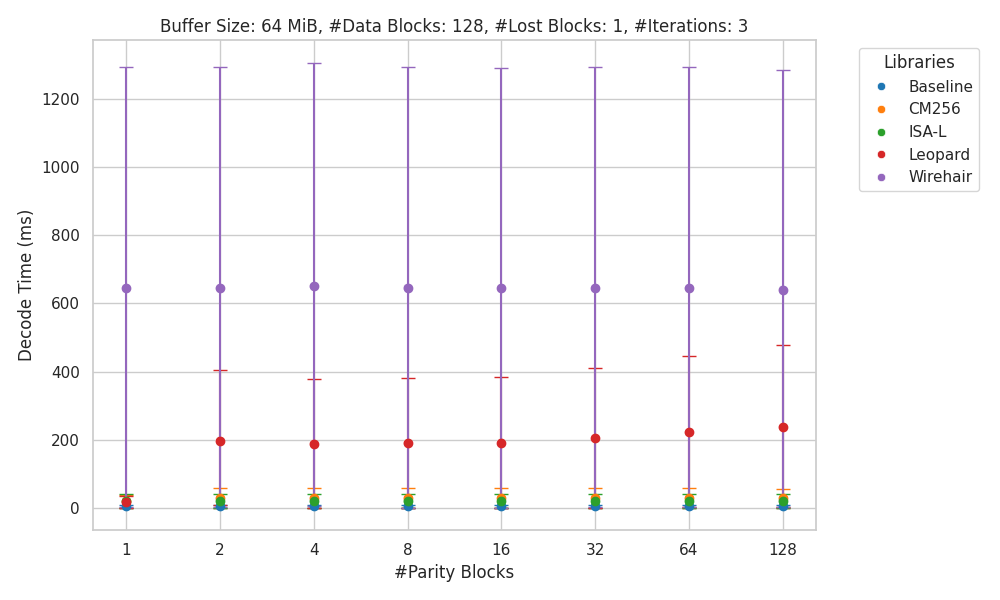 Buffer Size: 64 MiB, #Data Blocks: 128, #Lost Blocks: 1, #Iterations: 3
Libraries
Baseline
CM256
ISA-L
Leopard
Wirehair
Decode Time (ms)
1200
1000
800
600
400
200
0
1 2 4 8 16 32 64 128
#Parity Blocks